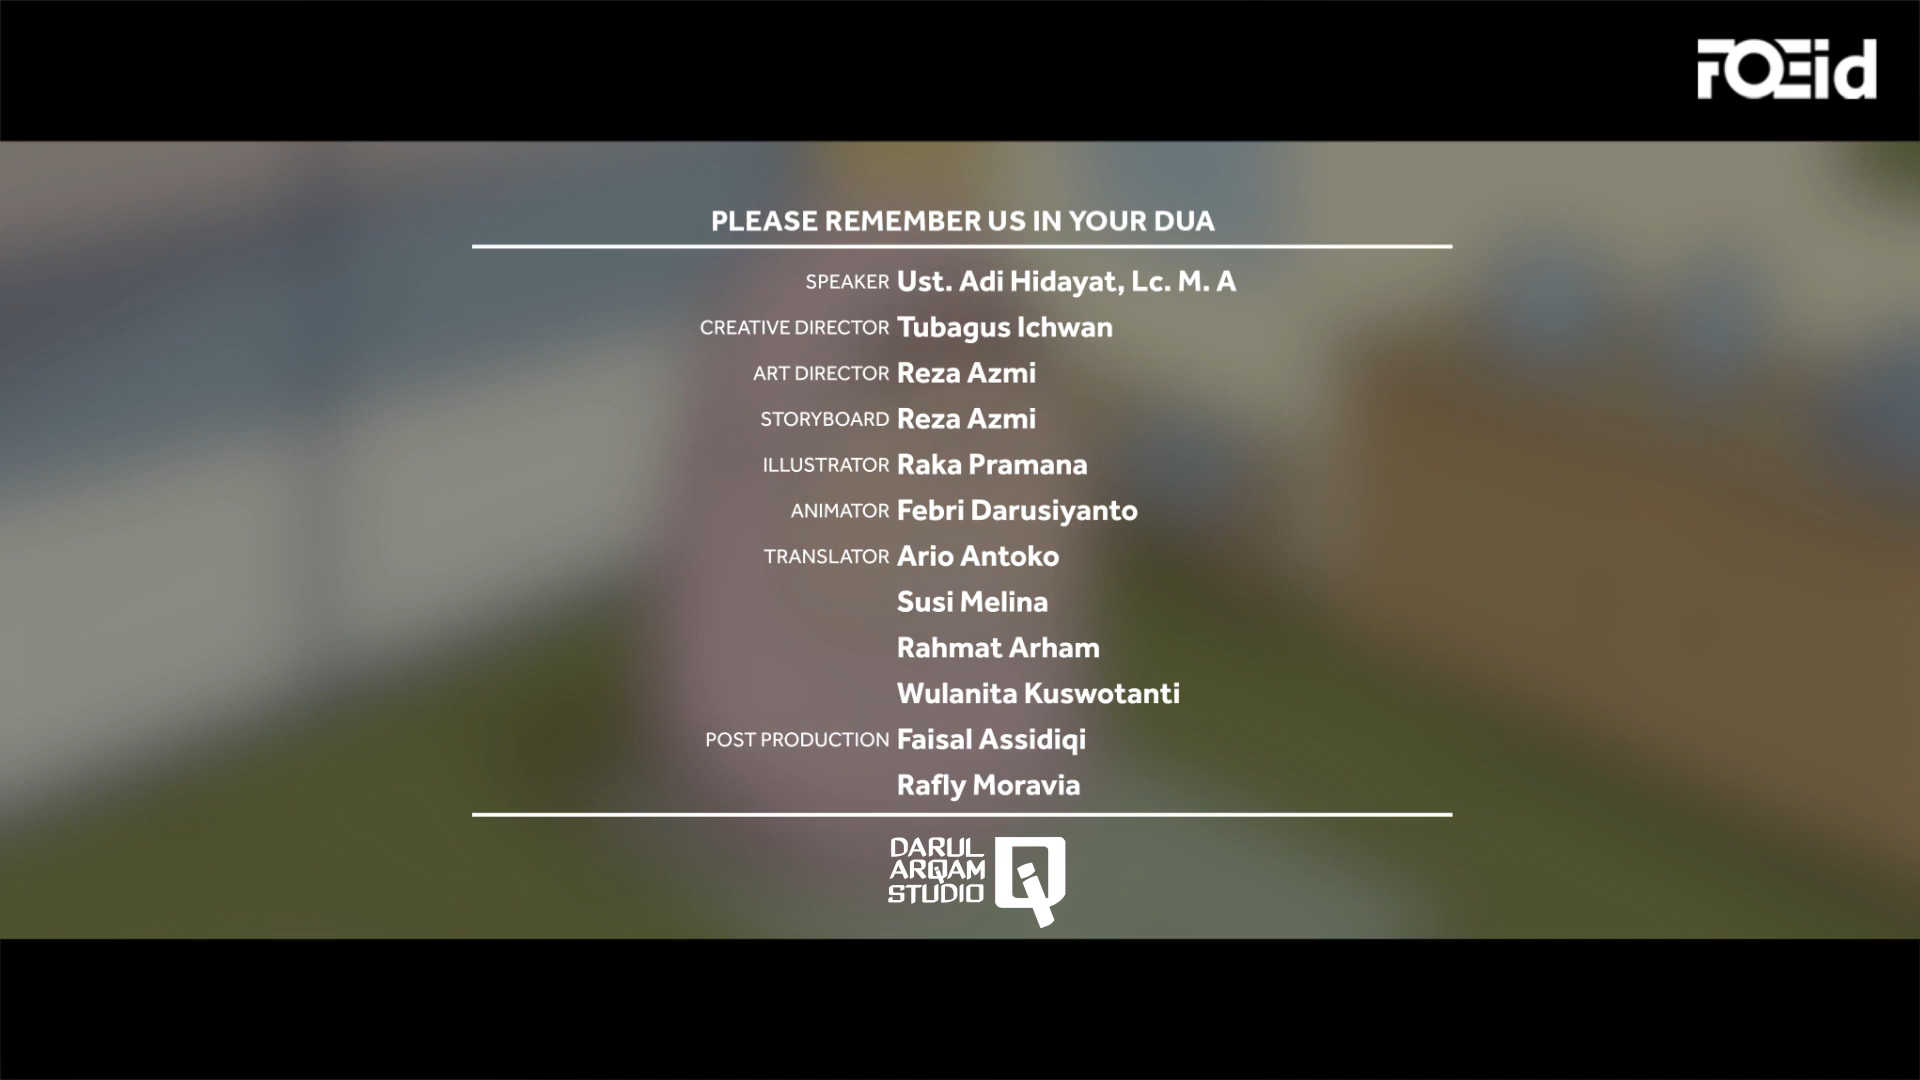 FOEid
PLEASE REMEMBER US IN YOUR DUA
SPEAKER Ust. Adi Hidayat, Lc. M. A
CREATIVE DIRECTOR Tubagus Ichwan
ART DIRECTOR Reza Azmi
STORYBOARD Reza Azmi
ILLUSTRATOR Raka Pramana
ANIMATOR Febri Darusiyanto
TRANSLATOR Ario Antoko
Susi Melina
Rahmat Arham
Wulanita Kuswotanti
POST PRODUCTION Faisal Assidiqi
Rafly Moravia
DARUL
ARQAM
STUDIO